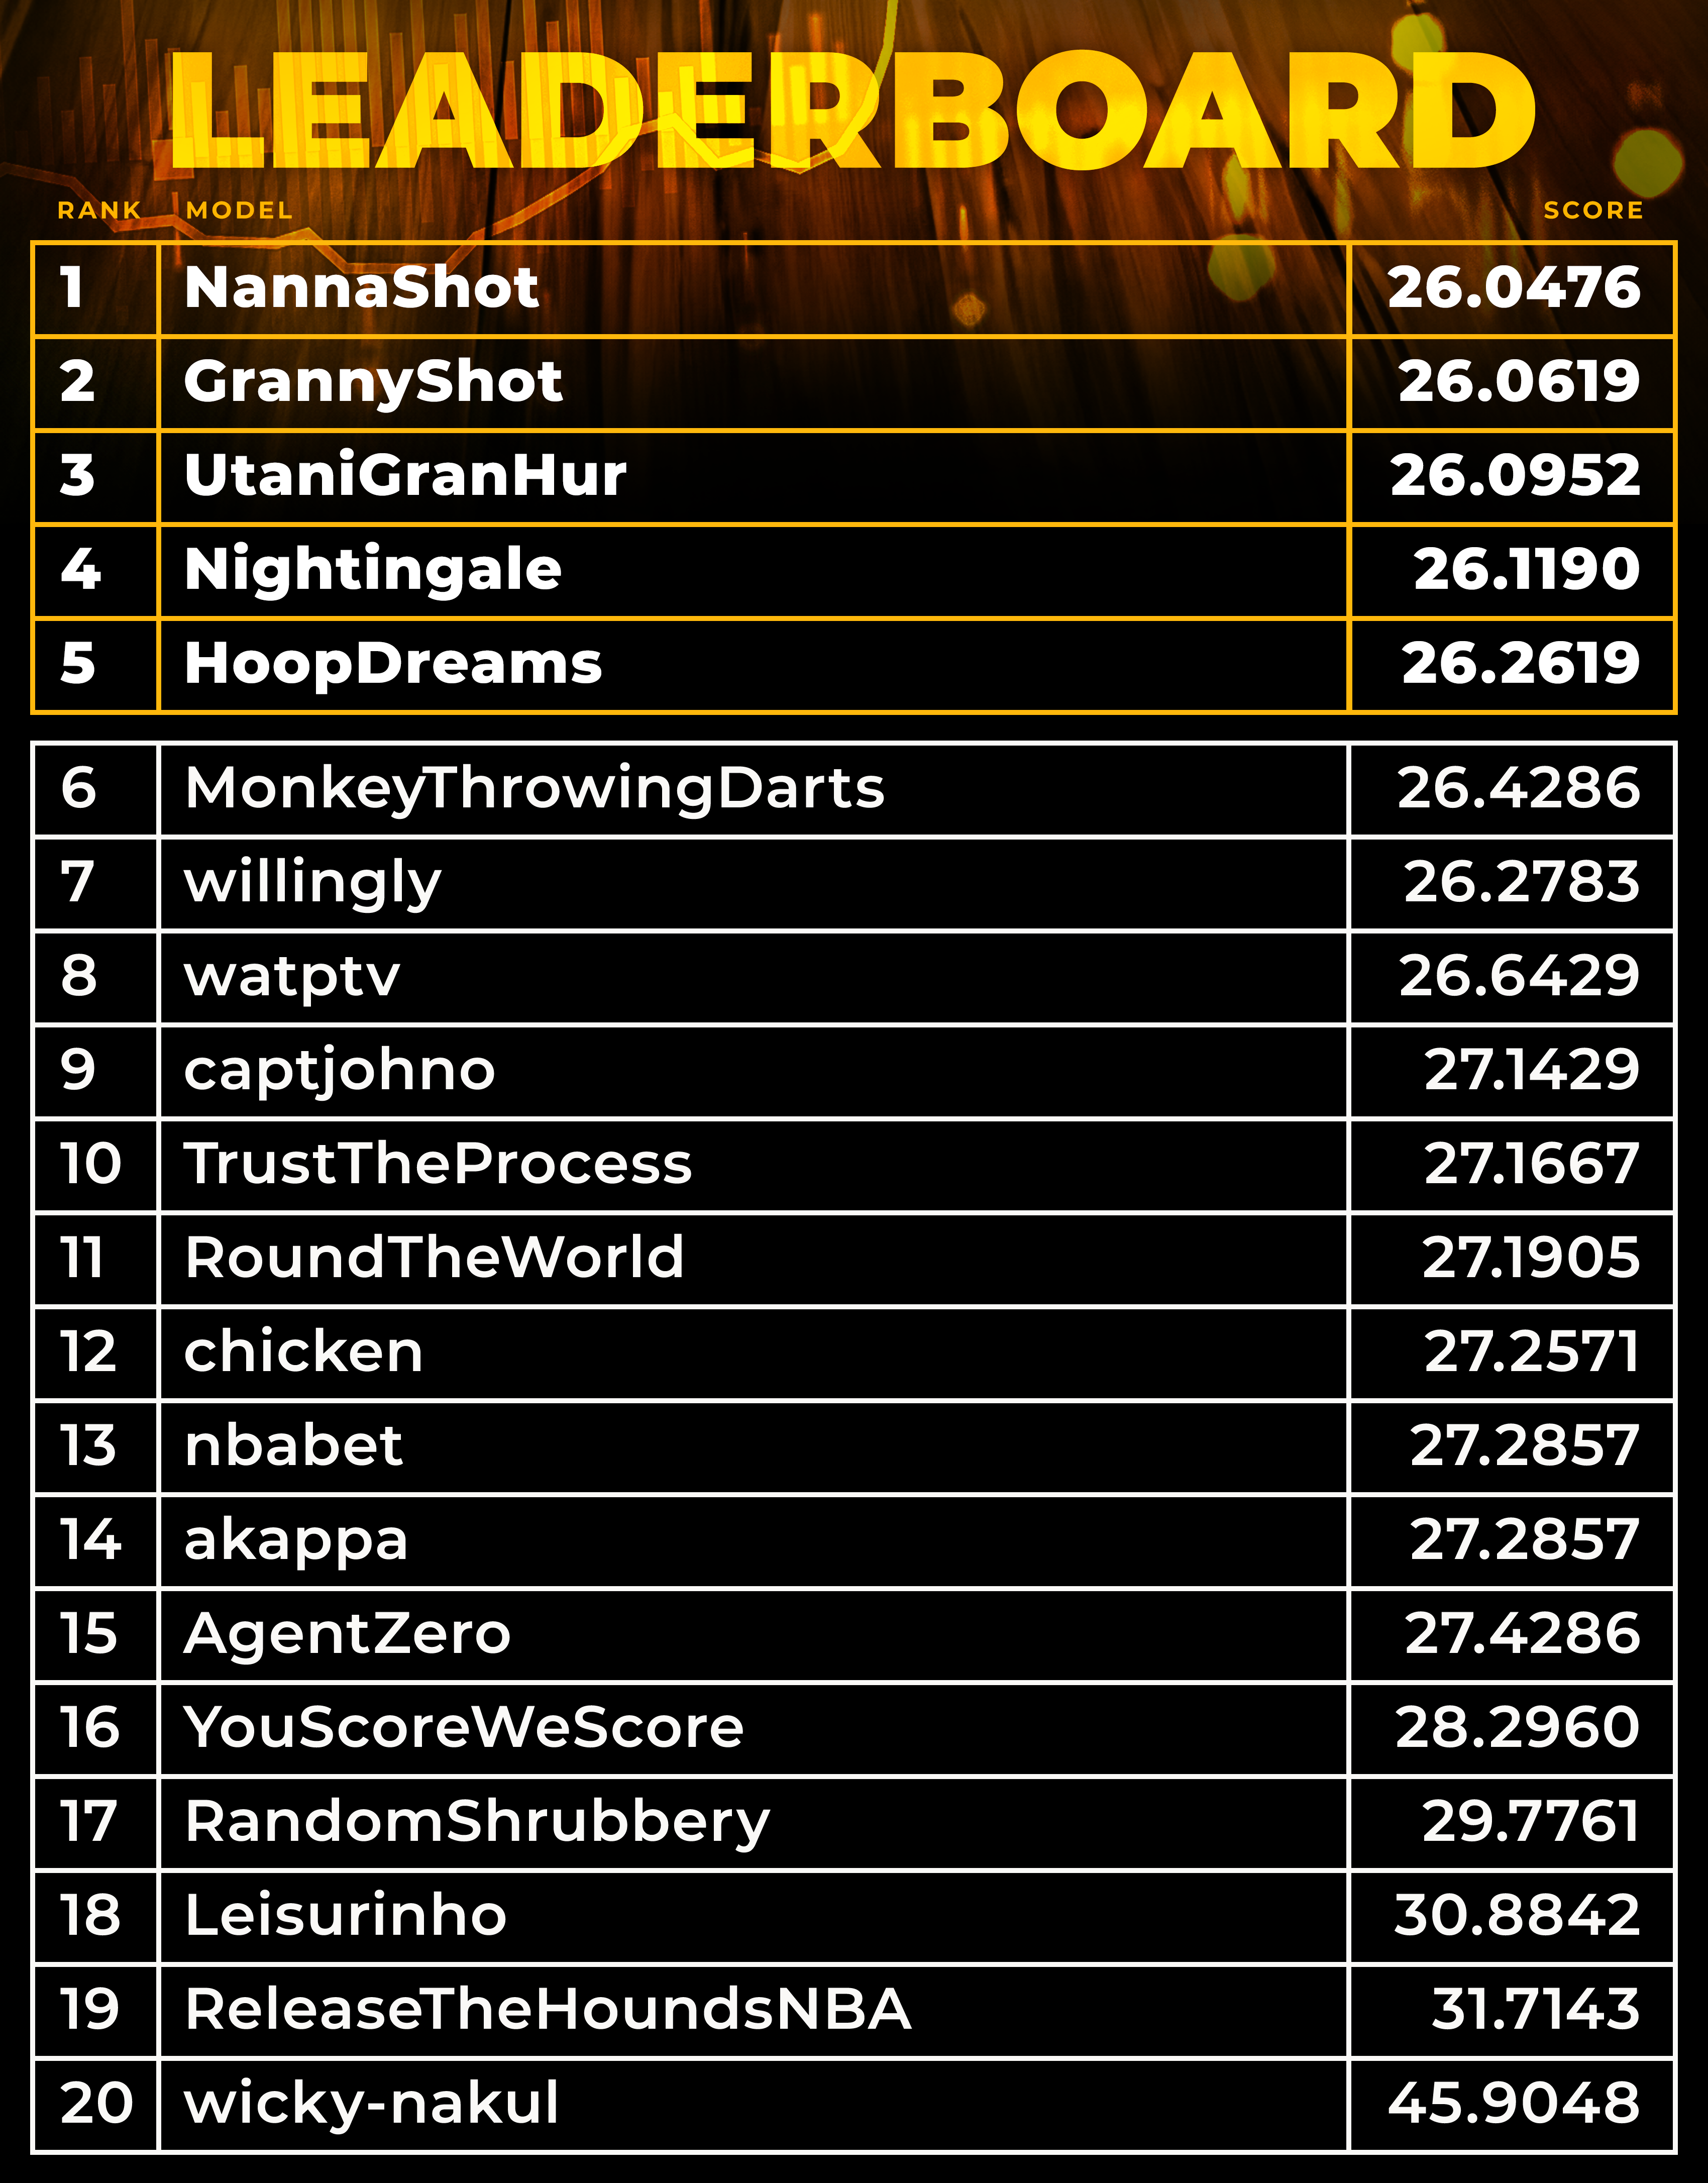 LEADERBOARD
RANK MODEL SCORE
1 NannaShot 26.0476
2 GrannyShot 26.0619
3 UtaniGranHur 26.0952
4 Nightingale 26.1190
5 HoopDreams 26.2619
6 MonkeyThrowingDarts 26.4286
7 willingly 26.2783
8 watptv 26.6429
9 captjohno 27.1429
10 TrustTheProcess 27.1667
11 RoundTheWorld 27.1905
12 chicken 27.2571
13 nbabet 27.2857
14 akappa 27.2857
15 AgentZero 27.4286
16 YouScoreWeScore 28.2960
17 RandomShrubbery 29.7761
18 Leisurinho 30.8842
19 ReleaseTheHoundsNBA 31.7143
20 wicky-nakul 45.9048